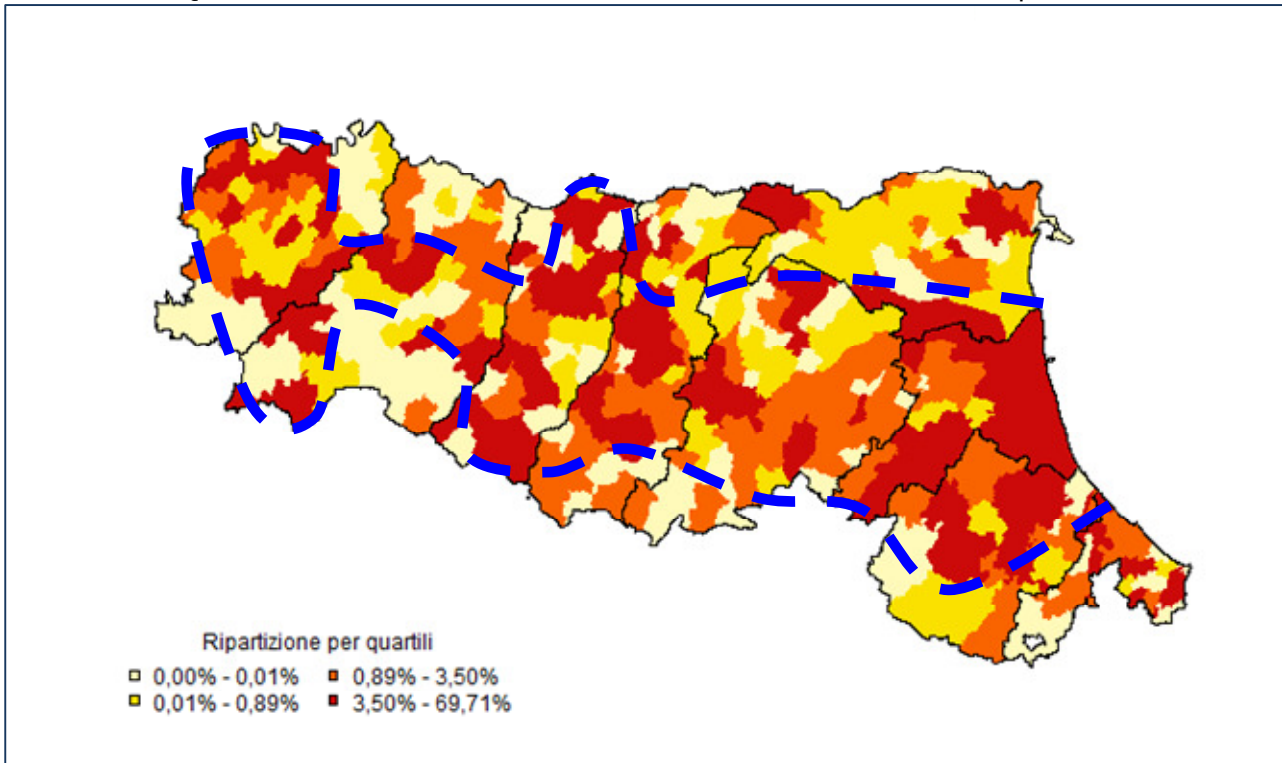 Ripartizione per quartili
0,00% - 0,01% 0,89% - 3,50%
0,01% - 0,89% 3,50% - 69,71%